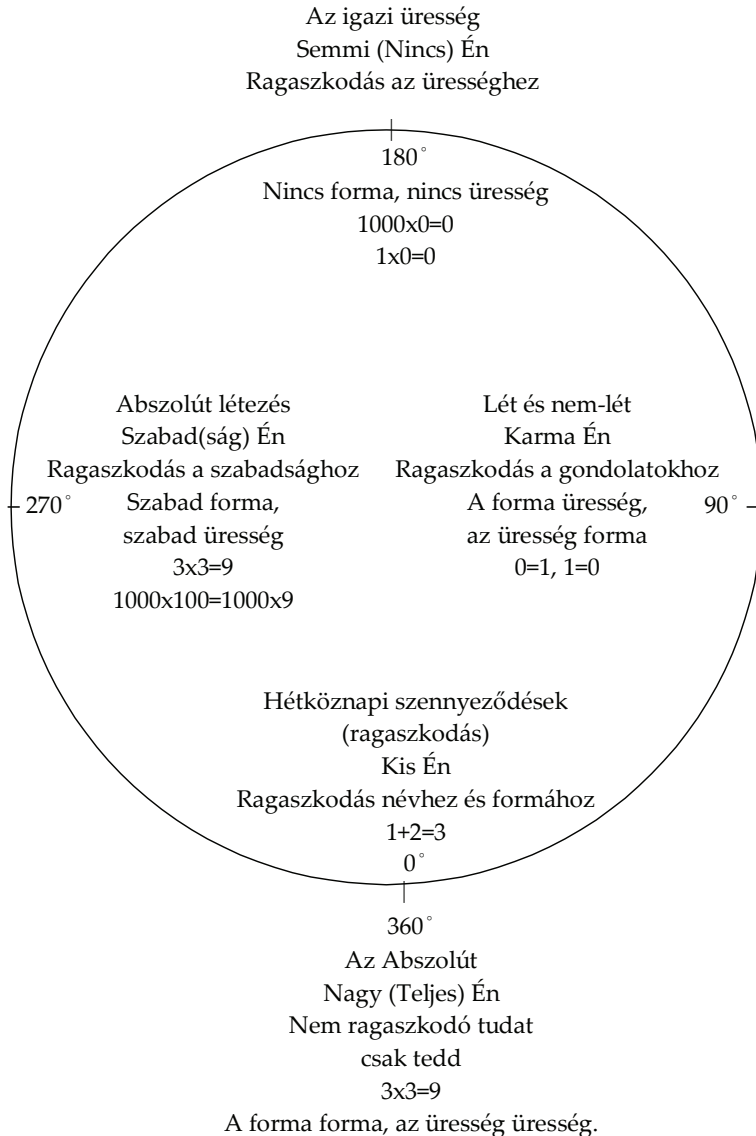 Az igazi üresség
Semmi (Nincs) Én
Ragaszkodás az ürességhez
180°
Nincs forma, nincs üresség
1000x0=0
1x0=0
Abszolút létezés
Szabad(ság) Én
Ragaszkodás a szabadsághoz
270°
Szabad forma,
szabad üresség
3x3=9
1000x100=1000x9
Lét és nem-lét
Karma Én
Ragaszkodás a gondolatokhoz
A forma üresség,
90°
az üresség forma
0=1, 1=0
Hétköznapi szennyeződések
(ragaszkodás)
Kis Én
Ragaszkodás névhez és formához
1+2=3
0°
360°
Az Abszolút
Nagy (Teljes) Én
Nem ragaszkodó tudat
csak tedd
3x3=9
A forma forma, az üresség üresség.